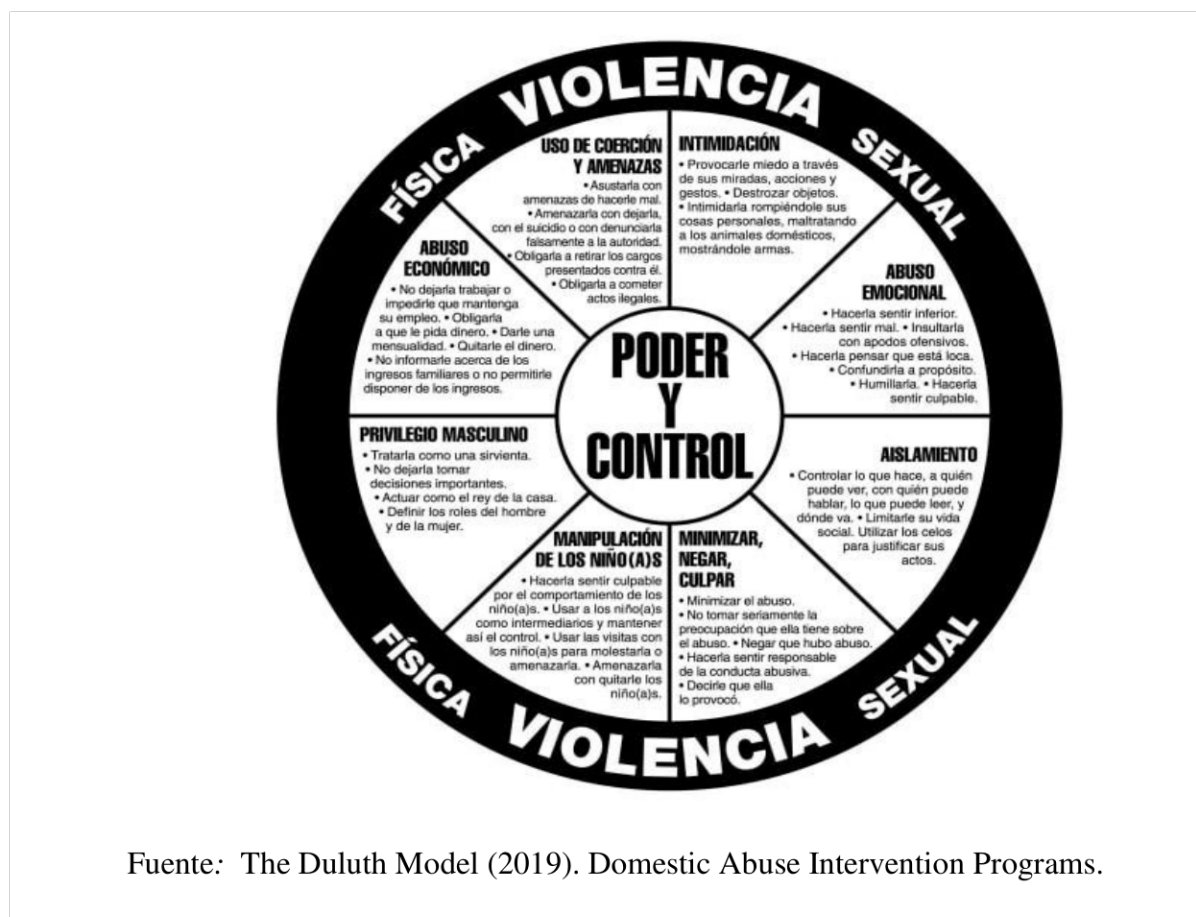 FÍSICA VIOLENCIA SEXUAL
USO DE COERCIÓN
Y AMENAZAS
• Asustarla con
amenazas de hacerle mal.
• Amenazarla con dejarla,
con el suicidio o con denunciarla
falsamente a la autoridad.
• Obligarla a retirar los cargos
presentados contra él.
• Obligarla a cometer
actos ilegales.
INTIMIDACIÓN
• Provocarle miedo a través
de sus miradas, acciones y
gestos. • Destrozar objetos.
• Intimidarla rompiéndole sus
cosas personales, maltratando
a los animales domésticos,
mostrándole armas.
ABUSO
EMOCIONAL
• Hacerla sentir inferior.
• Hacerla sentir mal. • Insultarla
con apodos ofensivos.
• Hacerla pensar que está loca.
• Confundirla a propósito.
• Humillarla. • Hacerla
sentir culpable.
AISLAMIENTO
• Controlar lo que hace, a quién
puede ver, con quién puede
hablar, lo que puede leer, y
dónde va. • Limitarle su vida
social. Utilizar los celos
para justificar sus
actos.
MINIMIZAR,
NEGAR,
CULPAR
• Minimizar el abuso.
• No tomar seriamente la
preocupación que ella tiene sobre
el abuso. • Negar que hubo abuso.
• Hacerla sentir responsable
de la conducta abusiva.
• Decirle que ella
lo provocó.
MANIPULACIÓN
DE LOS NIÑO(A)S
• Hacerla sentir culpable
por el comportamiento de los
niño(a)s. • Usar a los niño(a)s
como intermediarios y mantener
así el control. • Usar las visitas con
los niño(a)s para molestarla o
amenazarla. • Amenazarla
con quitarle los
niño(a)s.
PRIVILEGIO MASCULINO
• Tratarla como una sirvienta.
• No dejarla tomar
decisiones importantes.
• Actuar como el rey de la casa.
• Definir los roles del hombre
y de la mujer.
ABUSO
ECONÓMICO
• No dejarla trabajar o
impedirle que mantenga
su empleo. • Obligarla
a que le pida dinero. • Darle una
mensualidad. • Quitarle el dinero.
• No informarle acerca de los
ingresos familiares o no permitirle
disponer de los ingresos.
PODER
Y
CONTROL
FÍSICA VIOLENCIA SEXUAL
Fuente: The Duluth Model (2019). Domestic Abuse Intervention Programs.